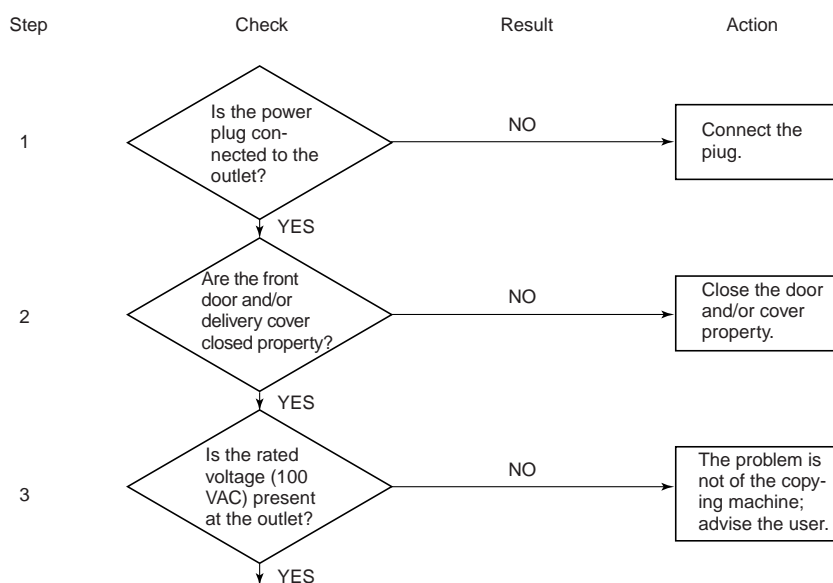 Step Check Result Action
1
Is the power
plug con-
nected to the
outlet?
NO
Connect the
piug.
YES
2
Are the front
door and/or
delivery cover
closed property?
NO
Close the door
and/or cover
property.
YES
3
Is the rated
voltage (100
VAC) present
at the outlet?
NO
The problem is
not of the copy-
ing machine;
advise the user.
YES